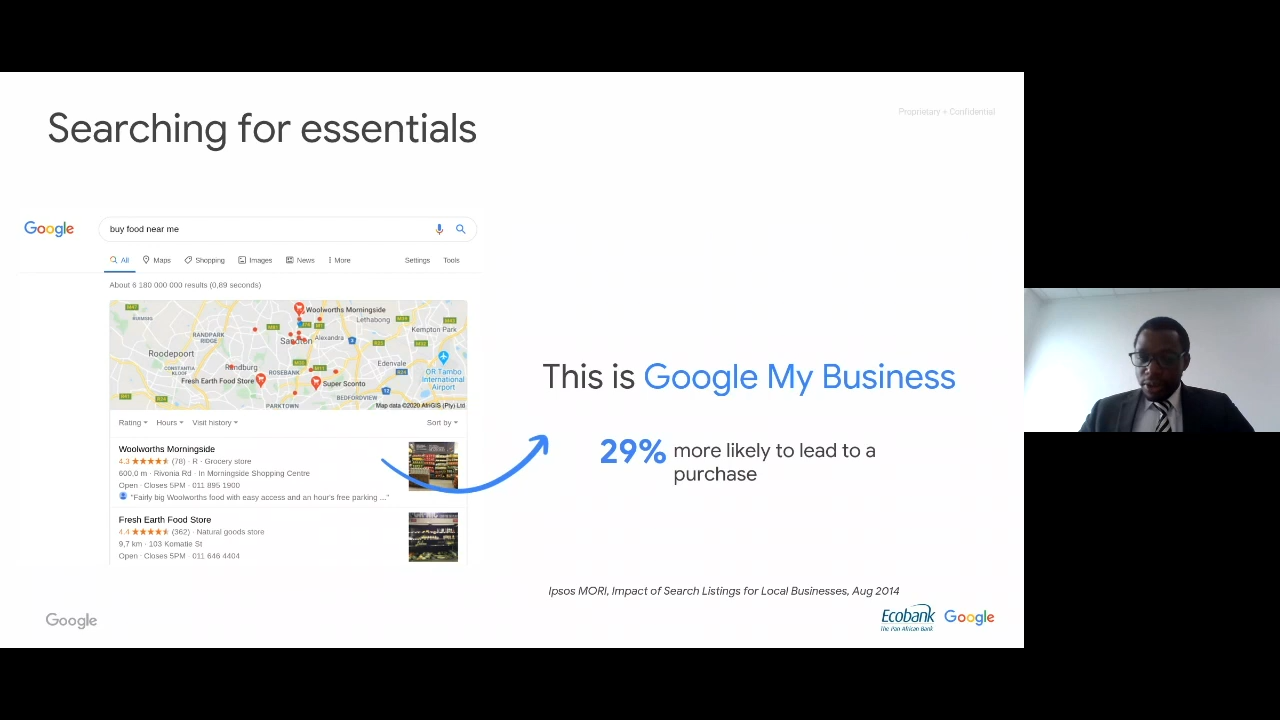 Searching for essentials
Proprietary + Confidential
Google
buy food near me
All Maps Shopping Images News More Settings Tools
About 6 180 000 000 results (0,89 seconds)
Woolworths Morningside
Lethabong
Kempton Park
RANDPARK RIDGE
Sandton
Alexandra
Roodepoort
CONSTANTIA KLOOF
Randburg
Edenvale
ROSEBANK
Fresh Earth Food Store
Super Sconto
OR Tambo International Airport
BEDFORDVIEW
PARKTOWN
Map data ©2020 AfriGIS (Pty) Ltd
Rating Hours Visit history Sort by
Woolworths Morningside
4.3 (78) · R · Grocery store
600,0 m · Rivonia Rd · In Morningside Shopping Centre
Open · Closes 5PM · 011 895 1900
"Fairly big Woolworths food with easy access and an hour's free parking ..."
Fresh Earth Food Store
4.4 (362) · Natural goods store
9,7 km · 103 Komatie St
Open · Closes 5PM · 011 646 4404
This is Google My Business
29% more likely to lead to a
purchase
Ipsos MORI, Impact of Search Listings for Local Businesses, Aug 2014
Google
Ecobank
The Pan African Bank
Google